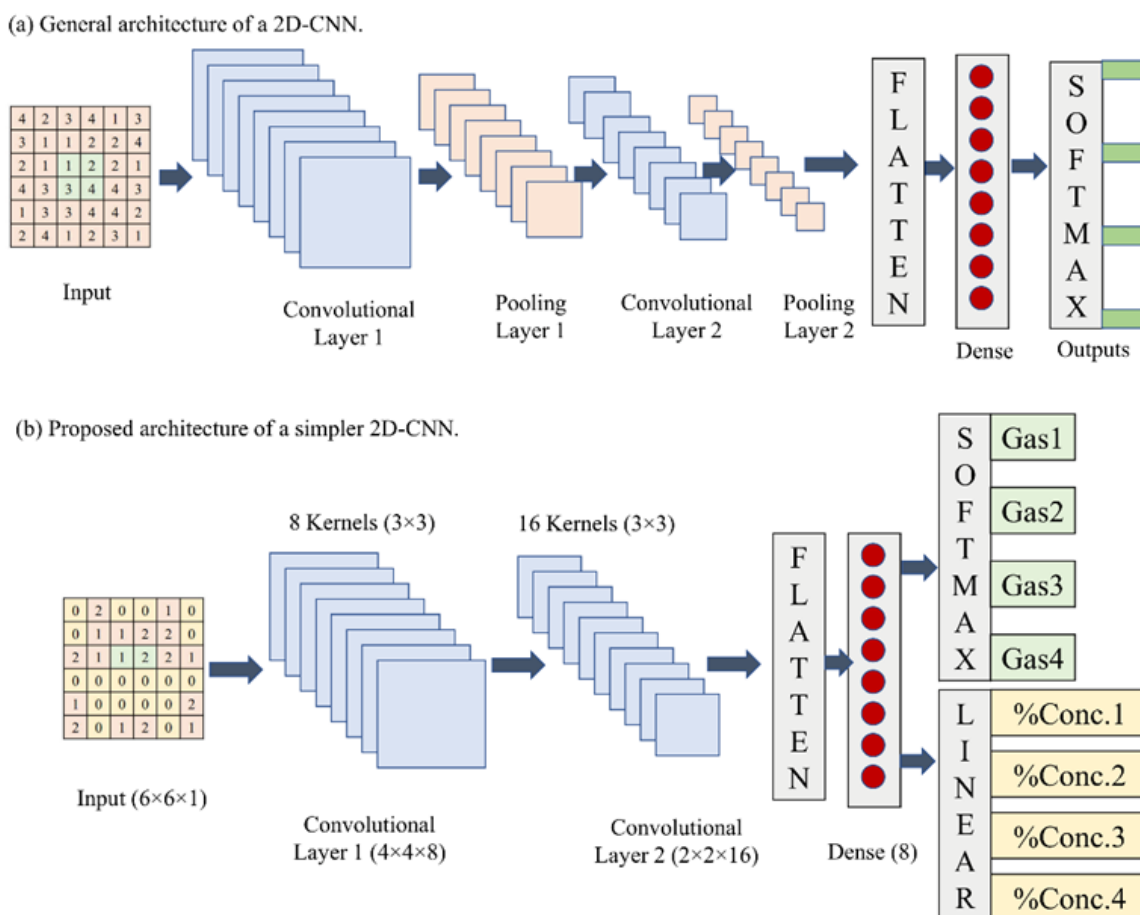 (a) General architecture of a 2D-CNN.
4 2 3 4 1 3
3 1 1 2 2 4
2 1 1 2 2 1
4 3 3 4 4 3
1 3 3 4 4 2
2 4 1 2 3 1
Input
Convolutional
Layer 1
Pooling
Layer 1
Convolutional
Layer 2
Pooling
Layer 2
FLATTEN
Dense
SOFTMAX
Outputs
(b) Proposed architecture of a simpler 2D-CNN.
0 2 0 0 1 0
0 1 1 2 2 0
2 1 1 2 2 1
0 0 0 0 0 0
1 0 0 0 0 2
2 0 1 2 0 1
Input (6×6×1)
8 Kernels (3×3)
Convolutional
Layer 1 (4×4×8)
16 Kernels (3×3)
Convolutional
Layer 2 (2×2×16)
FLATTEN
Dense (8)
SOFTMAX
Gas1
Gas2
Gas3
Gas4
LINEAR
%Conc.1
%Conc.2
%Conc.3
%Conc.4